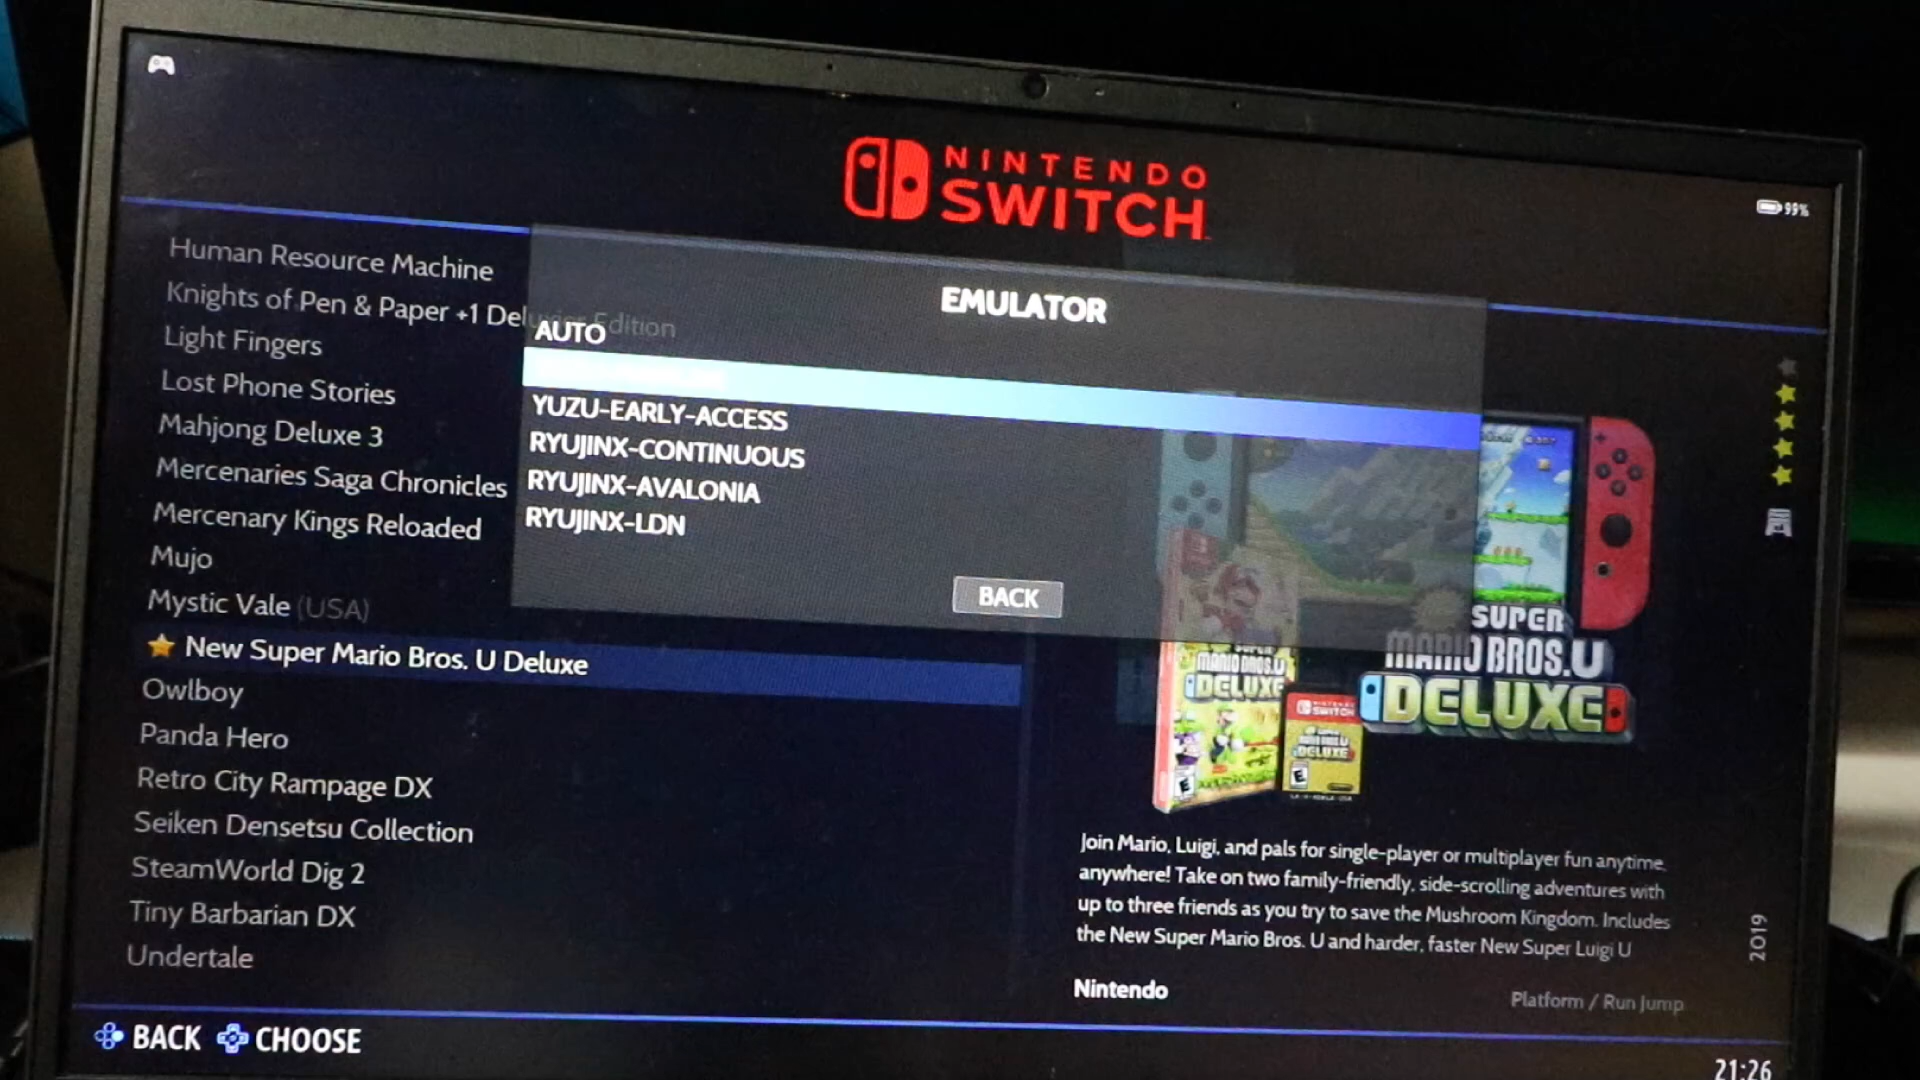 NINTENDO
SWITCH
99%
EMULATOR
AUTO
YUZU-EARLY-ACCESS
RYUJINX-CONTINUOUS
RYUJINX-AVALONIA
RYUJINX-LDN
BACK
Human Resource Machine
Knights of Pen & Paper +1 Deluxier Edition
Light Fingers
Lost Phone Stories
Mahjong Deluxe 3
Mercenaries Saga Chronicles
Mercenary Kings Reloaded
Mujo
Mystic Vale (USA)
New Super Mario Bros. U Deluxe
Owlboy
Panda Hero
Retro City Rampage DX
Seiken Densetsu Collection
SteamWorld Dig 2
Tiny Barbarian DX
Undertale
SUPER
MARIO BROS.U
DELUXE
MARIO BROS.U
DELUXE
SWITCH
DELUXE
Join Mario, Luigi, and pals for single-player or multiplayer fun anytime,
anywhere! Take on two family-friendly, side-scrolling adventures with
up to three friends as you try to save the Mushroom Kingdom. Includes
the New Super Mario Bros. U and harder, faster New Super Luigi U
2019
Nintendo
Platform / Run Jump
BACK CHOOSE
21:26